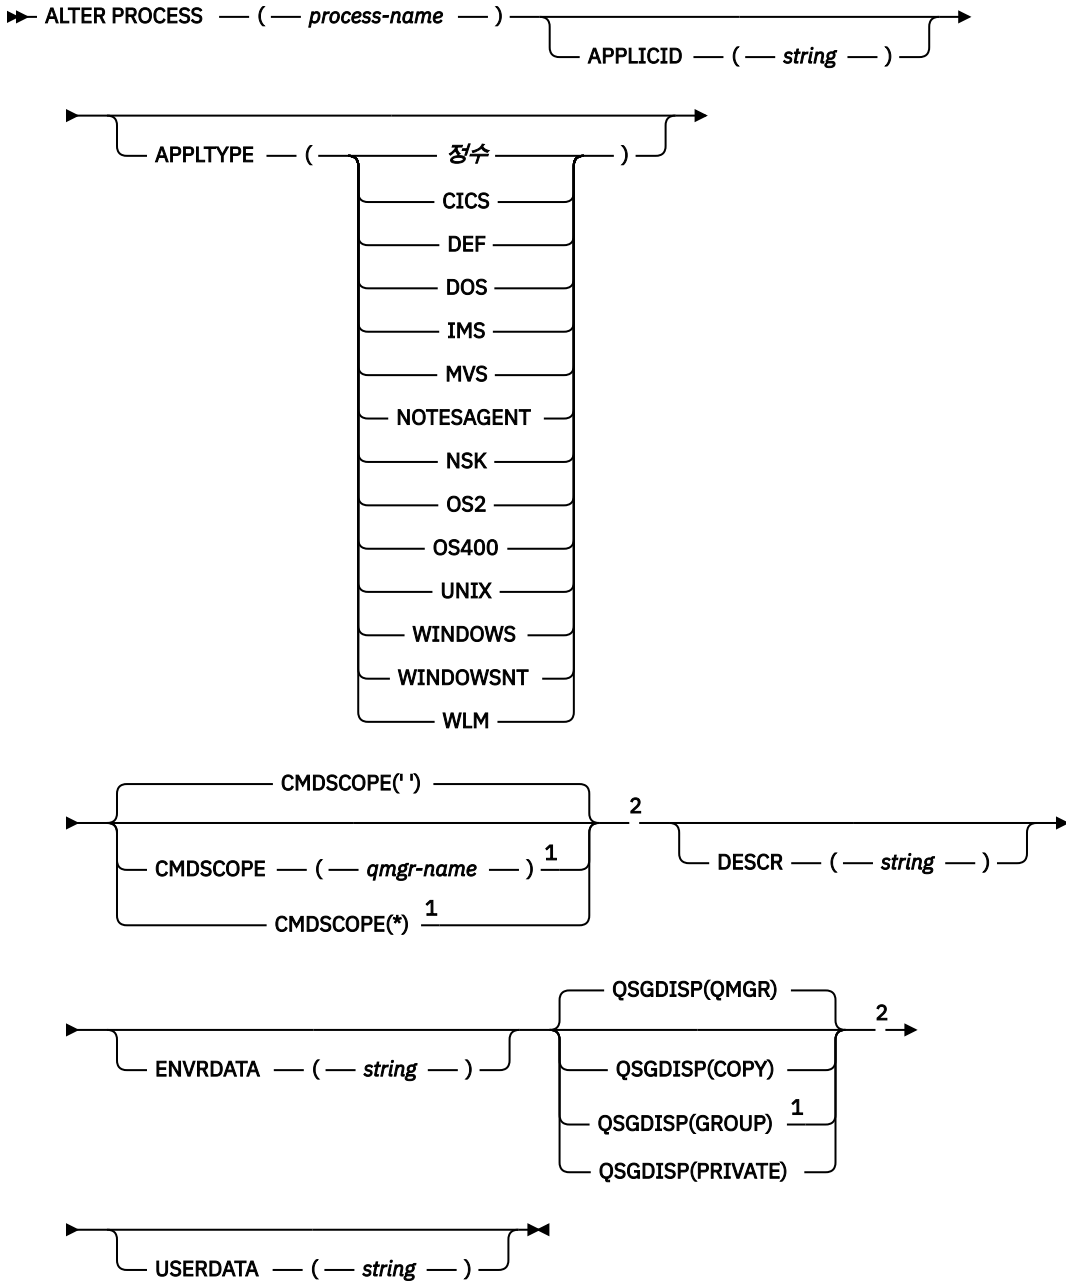 ALTER PROCESS ( process-name )
APPLICID ( string )
APPLTYPE ( 정수 )
CICS
DEF
DOS
IMS
MVS
NOTESAGENT
NSK
OS2
OS400
UNIX
WINDOWS
WINDOWSNT
WLM
CMDSCOPE(' ')
2
CMDSCOPE ( qmgr-name ) 1
DESCR ( string )
CMDSCOPE(*) 1
QSGDISP(QMGR)
2
ENVRDATA ( string )
QSGDISP(COPY)
QSGDISP(GROUP) 1
QSGDISP(PRIVATE)
USERDATA ( string )